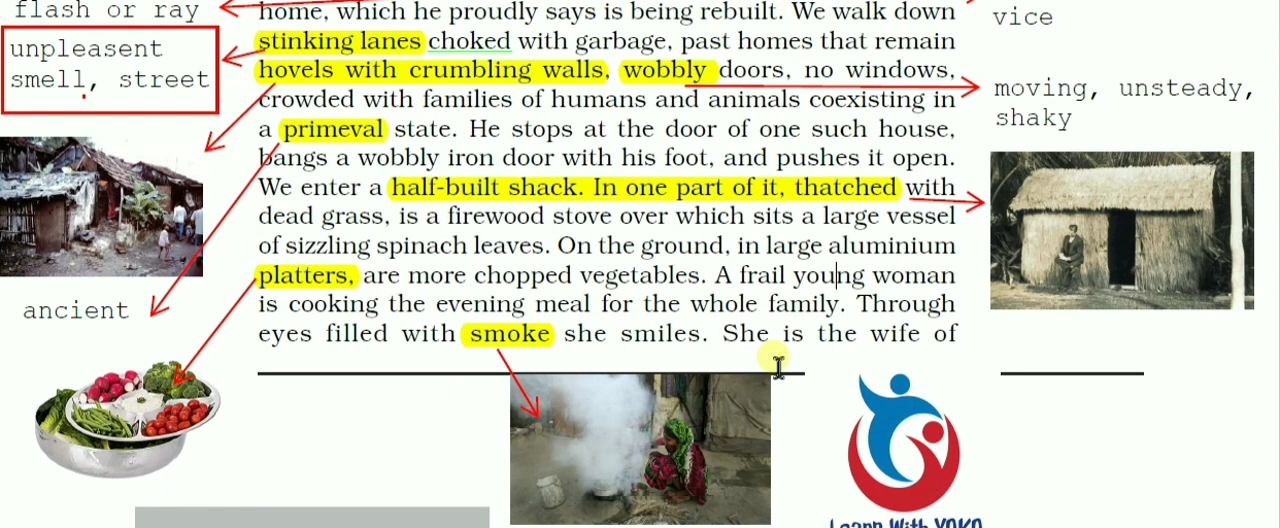 flash or ray
unpleasent
smell, street
ancient
home, which he proudly says is being rebuilt. We walk down
stinking lanes choked with garbage, past homes that remain
hovels with crumbling walls, wobbly doors, no windows,
crowded with families of humans and animals coexisting in
a primeval state. He stops at the door of one such house,
bangs a wobbly iron door with his foot, and pushes it open.
We enter a half-built shack. In one part of it, thatched with
dead grass, is a firewood stove over which sits a large vessel
of sizzling spinach leaves. On the ground, in large aluminium
platters, are more chopped vegetables. A frail young woman
is cooking the evening meal for the whole family. Through
eyes filled with smoke she smiles. She is the wife of
vice
moving, unsteady,
shaky
Learn With YOKO